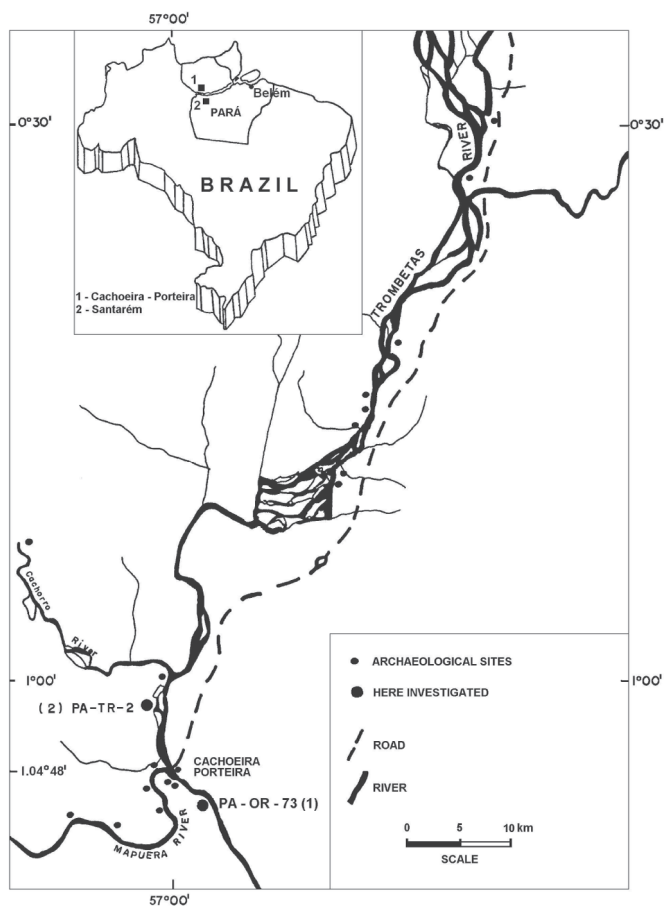 57°00'
1
2
Belém
PARÁ
BRAZIL
1 - Cachoeira - Porteira
2 - Santarém
0°30'
0°30'
RIVER
TROMBETAS
Cachorro
River
1°00'
1°00'
(2) PA-TR-2
1.04°48'
CACHOEIRA
PORTEIRA
PA - OR - 73 (1)
MAPUERA
RIVER
ARCHAEOLOGICAL SITES
HERE INVESTIGATED
ROAD
RIVER
0 5 10 km
SCALE
57°00'